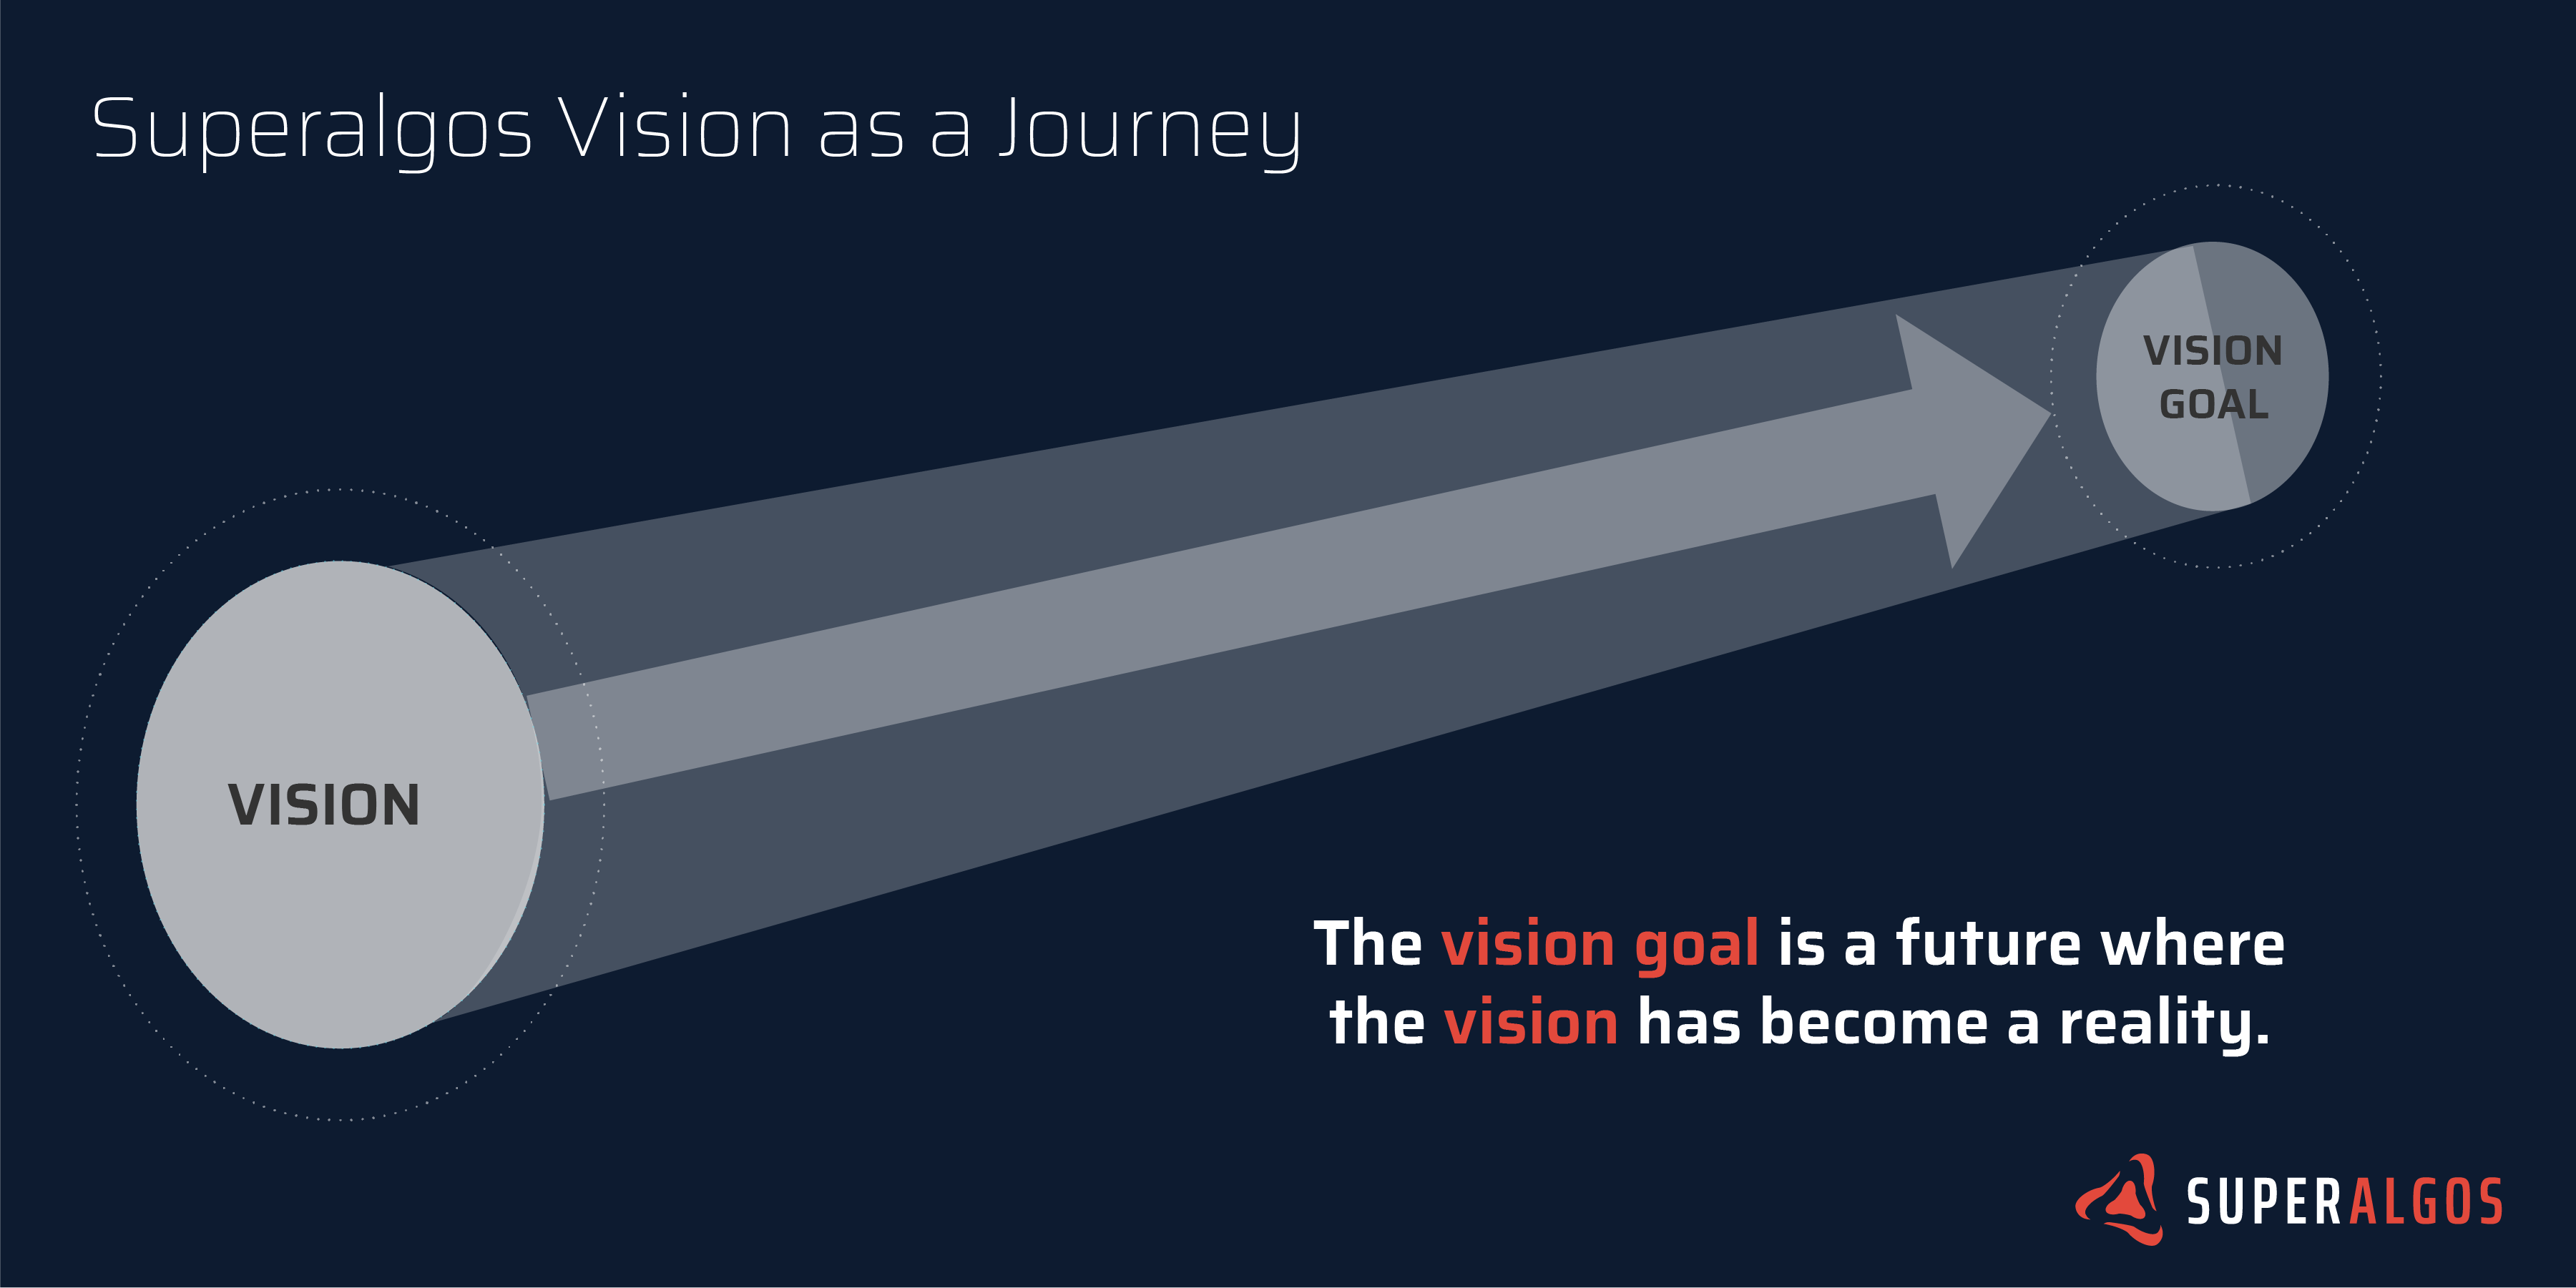 Superalgos Vision as a Journey
VISION
GOAL
VISION
The vision goal is a future where
the vision has become a reality.
SUPERALGOS